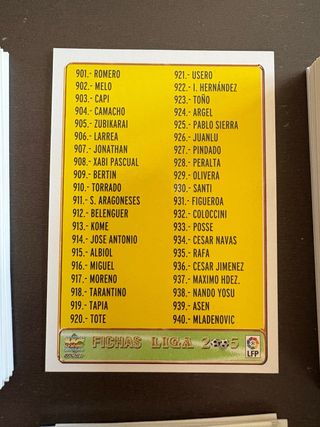 901.- ROMERO
902.- MELO
903.- CAPI
904.- CAMACHO
905.- ZUBIKARAI
906.- LARREA
907.- JONATHAN
908.- XABI PASCUAL
909.- BERTIN
910.- TORRADO
911.- S. ARAGONESES
912.- BELENGUER
913.- KOME
914.- JOSE ANTONIO
915.- ALBIOL
916.- MIGUEL
917.- MORENO
918.- TARANTINO
919.- TAPIA
920.- TOTE
921.- USERO
922.- I. HERNÁNDEZ
923.- TOÑO
924.- ARGEL
925.- PABLO SIERRA
926.- JUANLU
927.- PINDADO
928.- PERALTA
929.- OLIVERA
930.- SANTI
931.- FIGUEROA
932.- COLOCCINI
933.- POSSE
934.- CESAR NAVAS
935.- RAFA
936.- CESAR JIMENEZ
937.- MAXIMO HDEZ.
938.- NANDO YOSU
939.- ASEN
940.- MLADENOVIC
FICHAS LIGA 2005
LFP